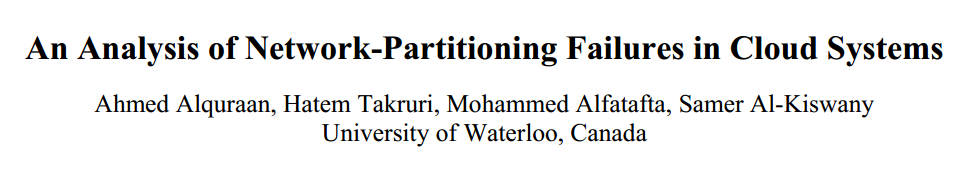 An Analysis of Network-Partitioning Failures in Cloud Systems
Ahmed Alquraan, Hatem Takruri, Mohammed Alfatafta, Samer Al-Kiswany
University of Waterloo, Canada